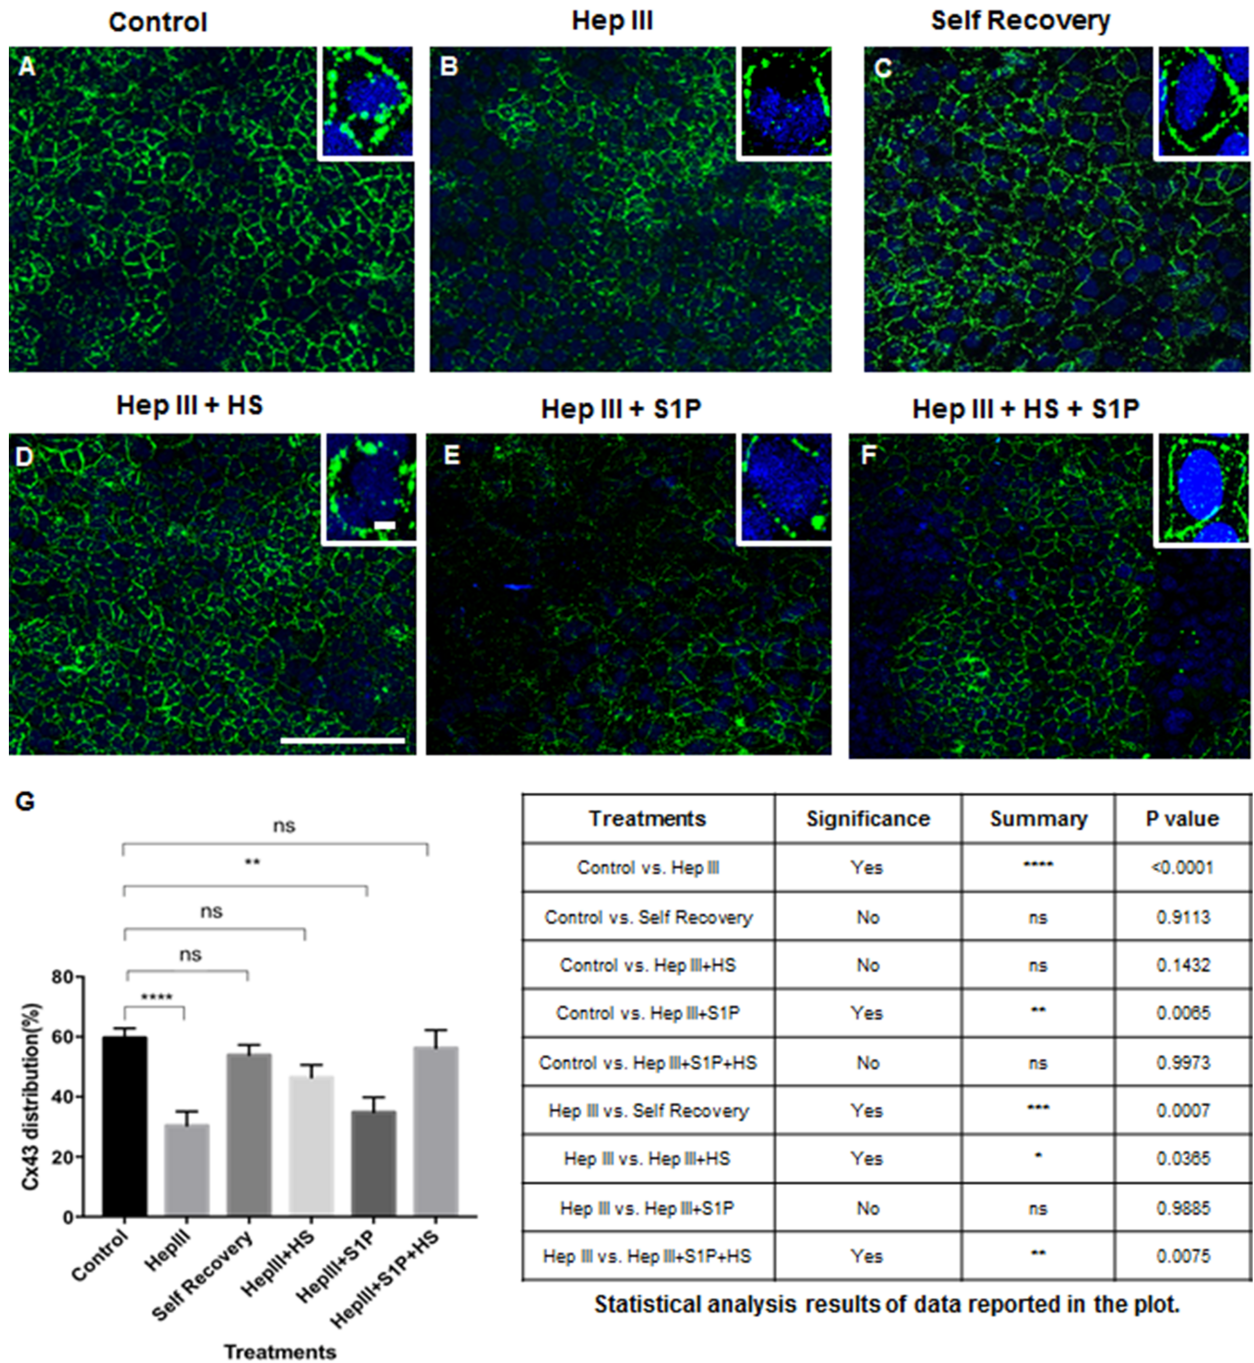 Control Hep III Self Recovery
A B C
Hep III + HS Hep III + S1P Hep III + HS + S1P
D E F
G
ns
**
ns
ns
****
80
60
40
20
0
Cx43 distribution(%)
Control
HepIII
Self Recovery
HepIII+HS
HepIII+S1P
HepIII+S1P+HS
Treatments
Treatments Significance Summary P value
Control vs. Hep III Yes **** <0.0001
Control vs. Self Recovery No ns 0.9113
Control vs. Hep III+HS No ns 0.1432
Control vs. Hep III+S1P Yes ** 0.0065
Control vs. Hep III+S1P+HS No ns 0.9973
Hep III vs. Self Recovery Yes *** 0.0007
Hep III vs. Hep III+HS Yes * 0.0365
Hep III vs. Hep III+S1P No ns 0.9885
Hep III vs. Hep III+S1P+HS Yes ** 0.0075
Statistical analysis results of data reported in the plot.